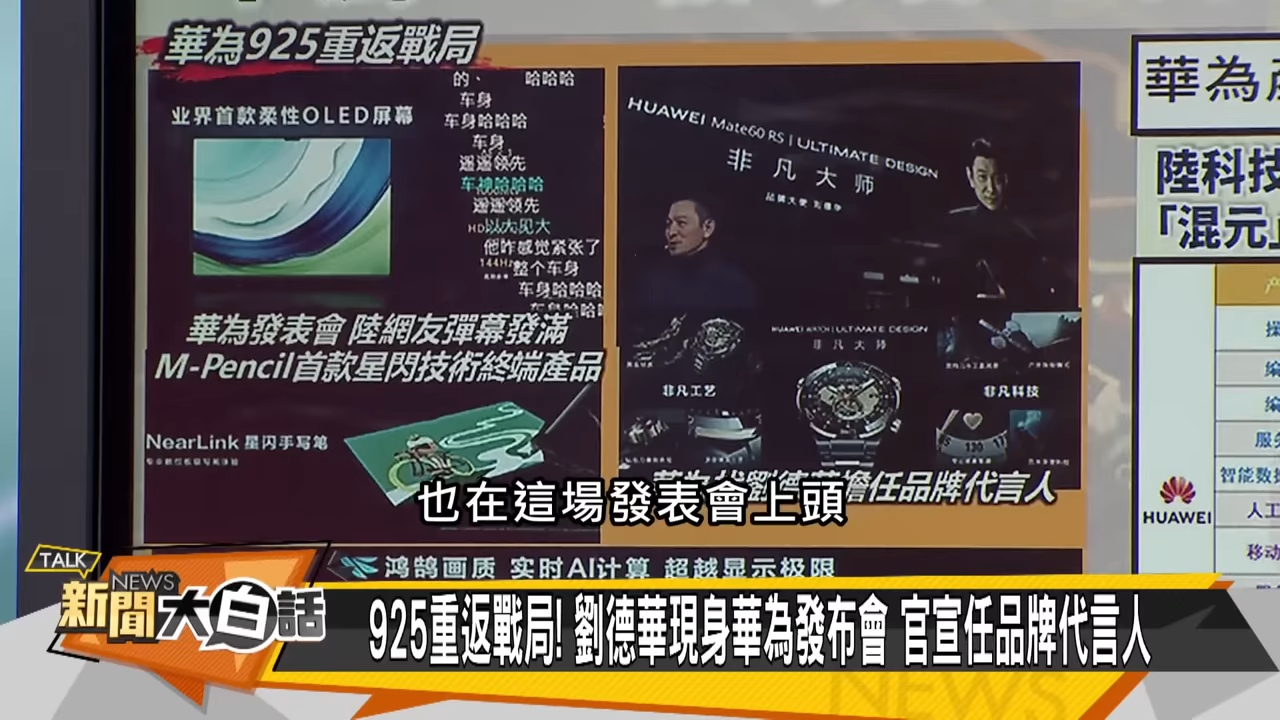 華為925重返戰局
的、 哈哈哈
车身
业界首款柔性OLED屏幕
车身哈哈哈
车身
遥遥领先
车神哈哈哈
遥遥领先
以大见大
他咋感觉紧张了
144Hz
整个车身
车身哈哈哈
车身哈哈
華為發表會 陸網友彈幕發滿
M-Pencil首款星閃技術終端產品
NearLink 星闪手写笔
HUAWEI Mate60 RS | ULTIMATE DESIGN
非凡大师
品牌大使 刘德华
HUAWEI WATCH | ULTIMATE DESIGN
非凡大师
非凡工艺
非凡科技
130
177
華為找劉德華擔任品牌代言人
也在這場發表會上頭
鸿鹄画质 实时AI计算 超越显示极限
華為
陸科技
「混元
HUAWEI
服务
智能数据
人工
移动
TALK
NEWS
新聞大白話
925重返戰局! 劉德華現身華為發布會 官宣任品牌代言人
NEWS